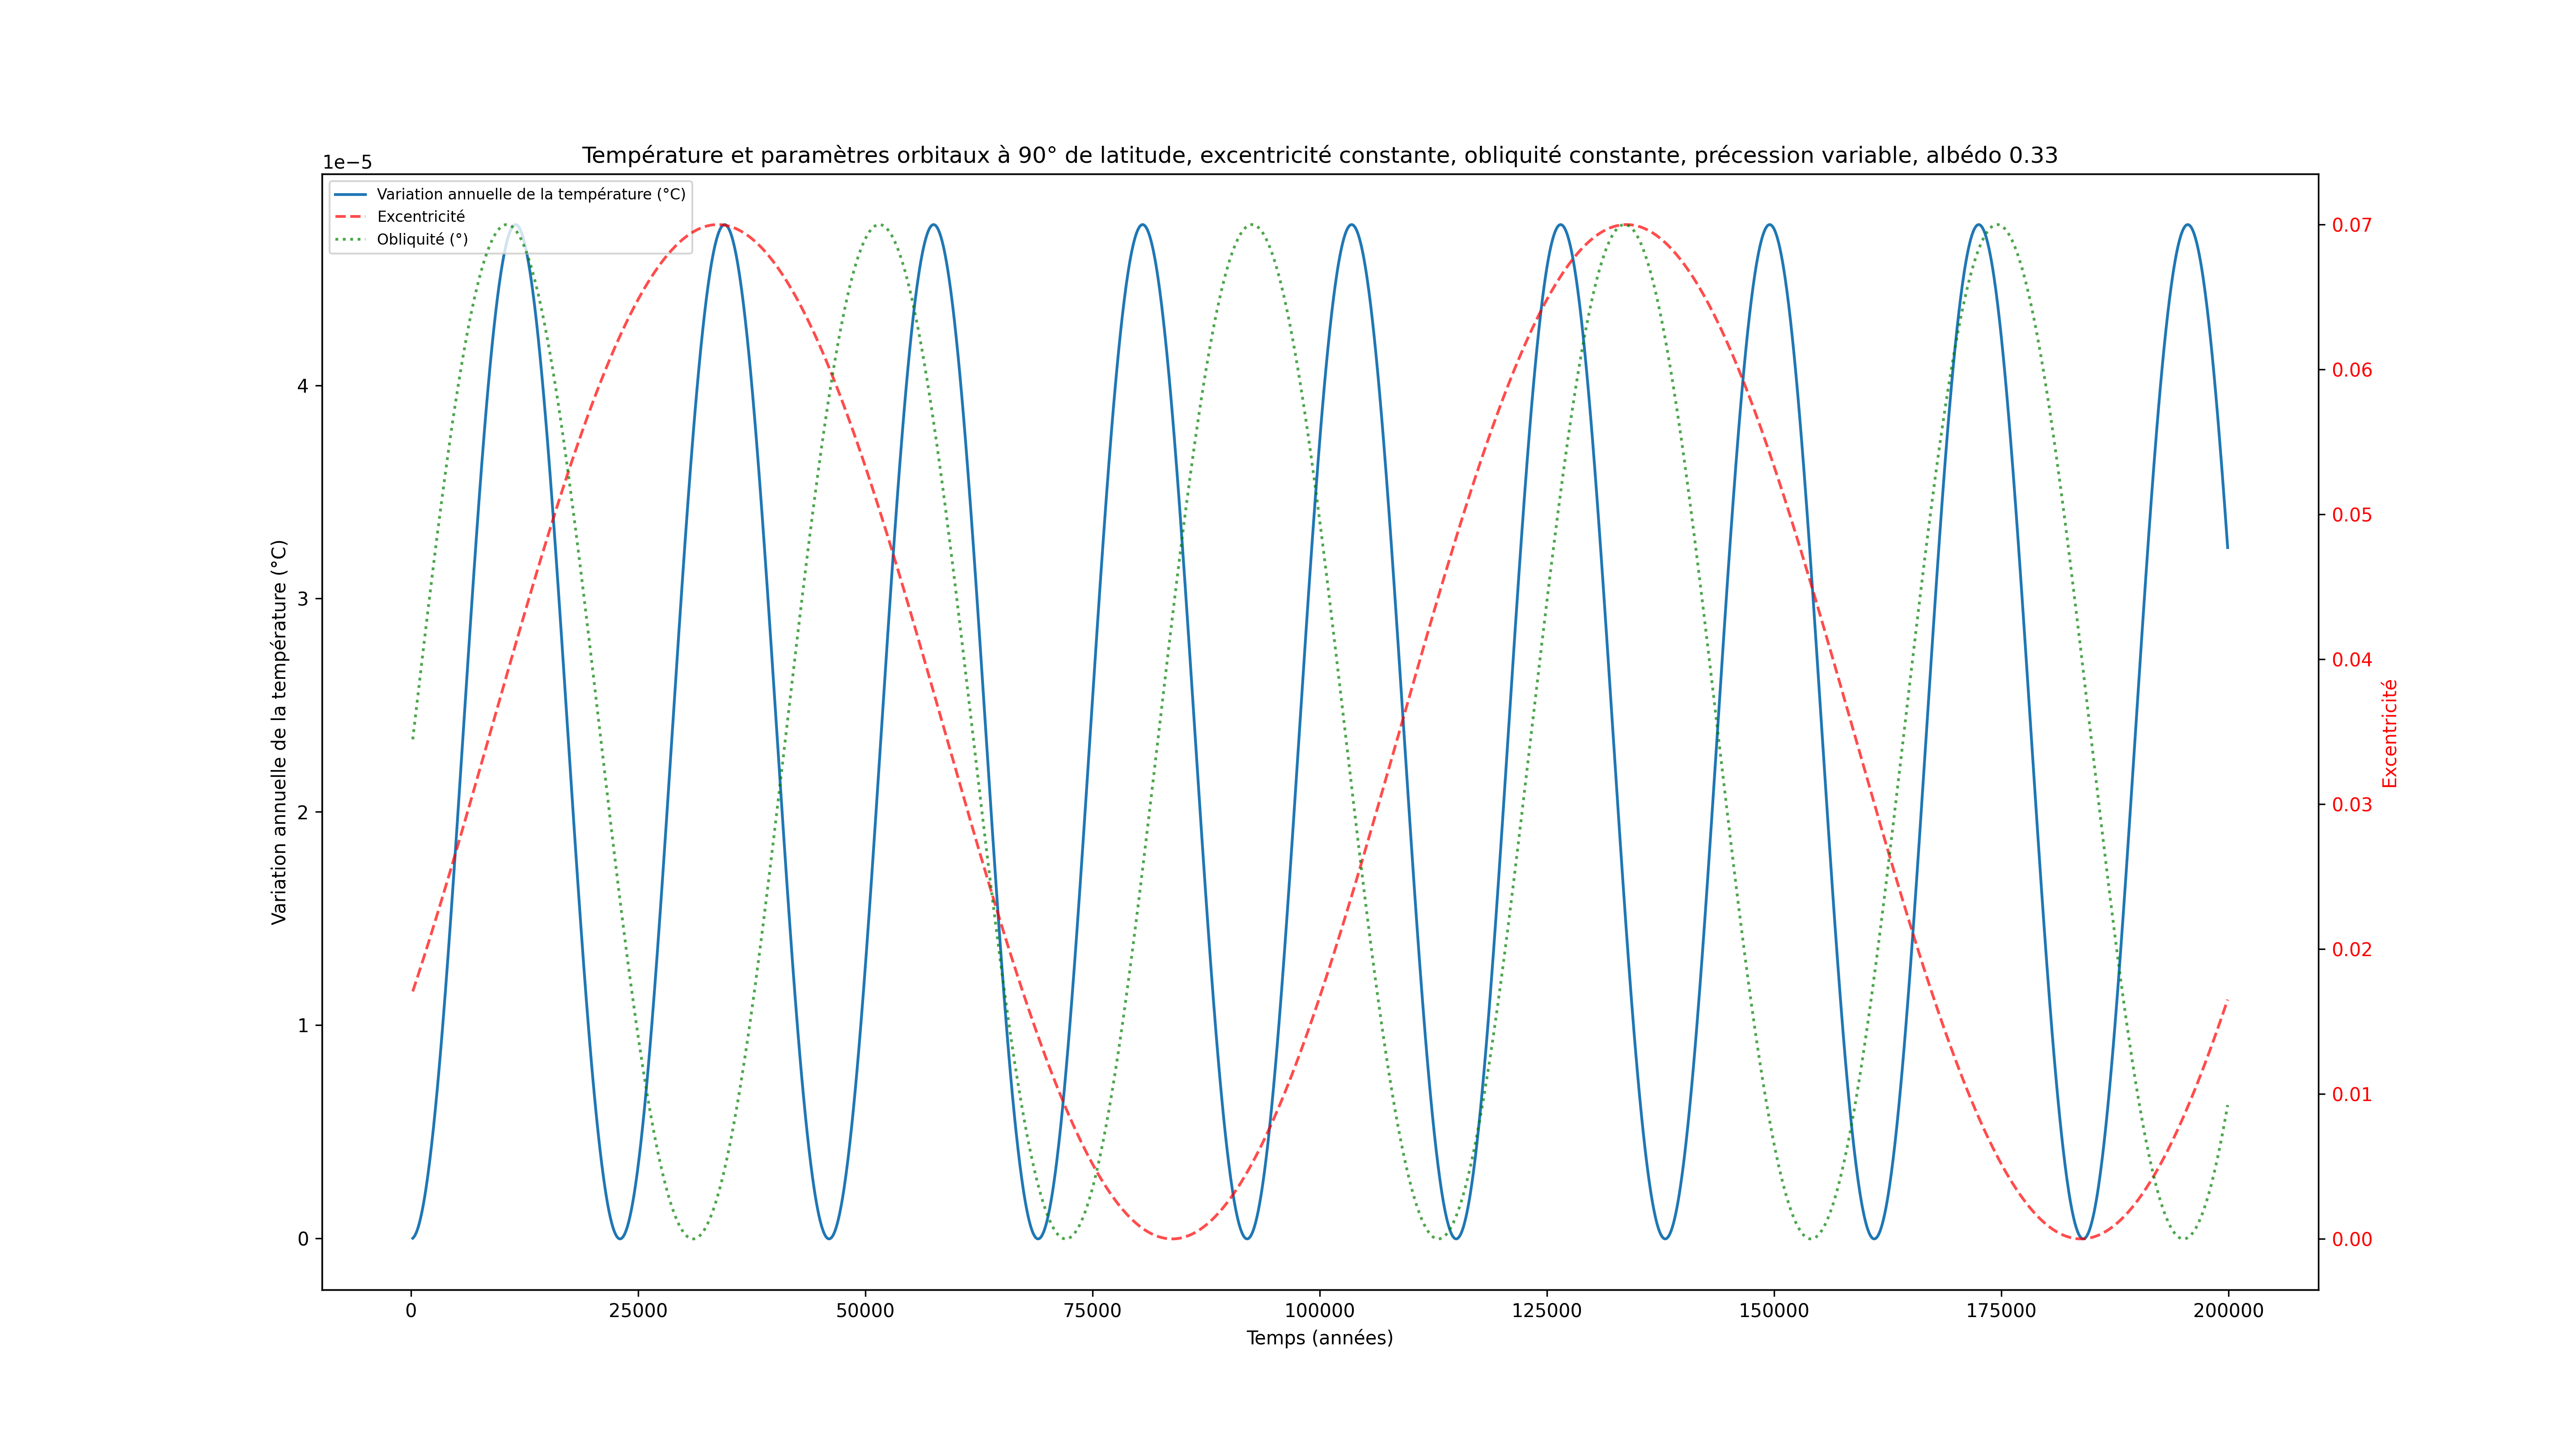 Température et paramètres orbitaux à 90° de latitude, excentricité constante, obliquité constante, précession variable, albédo 0.33
1e−5
Variation annuelle de la température (°C)
Excentricité
Obliquité (°)
4
3
2
1
0
Variation annuelle de la température (°C)
0.07
0.06
0.05
0.04
0.03
0.02
0.01
0.00
Excentricité
0 25000 50000 75000 100000 125000 150000 175000 200000
Temps (années)